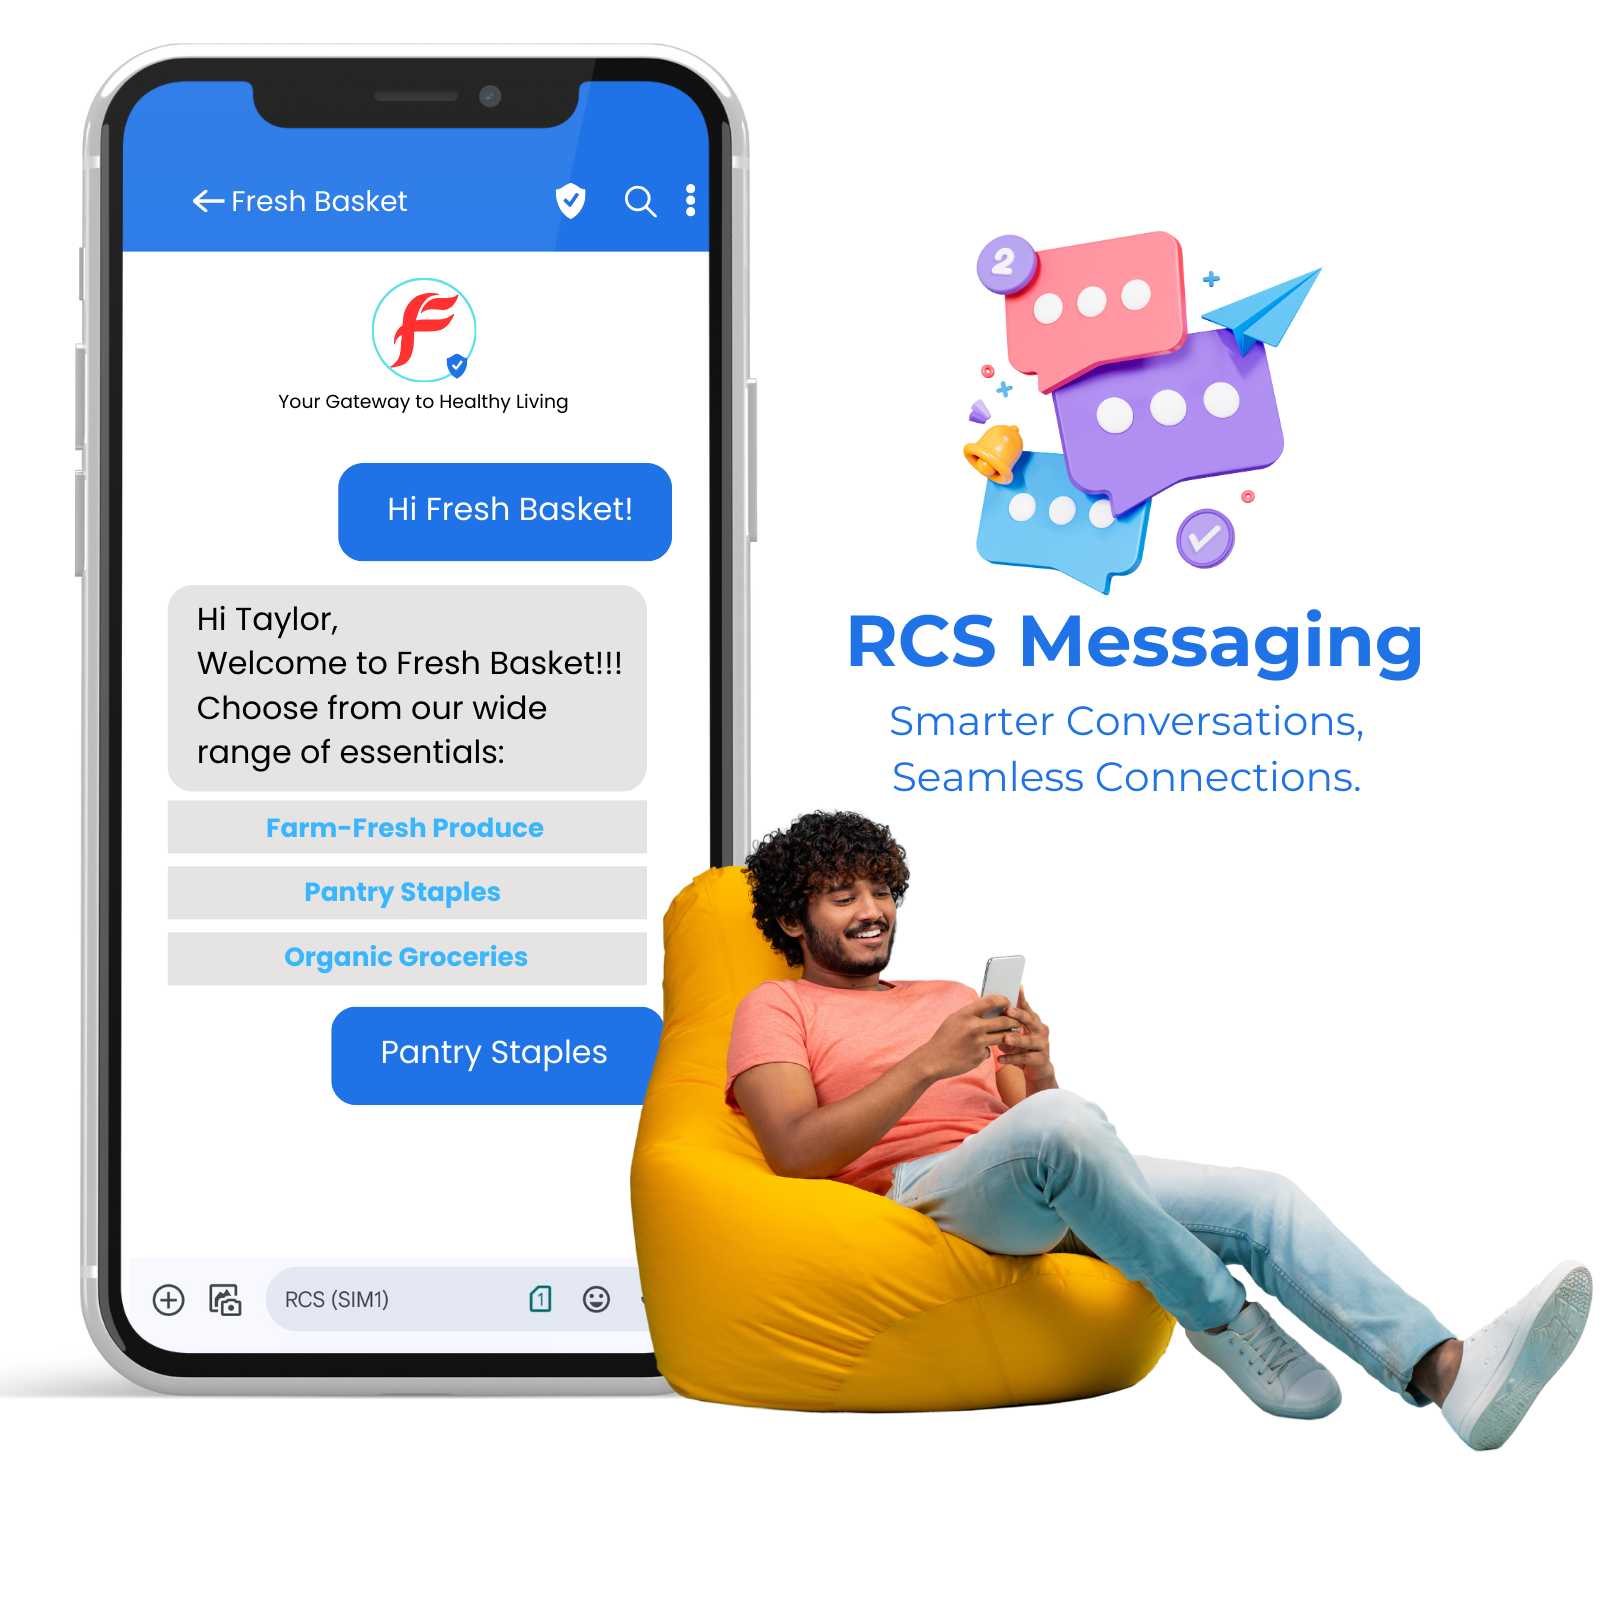 Fresh Basket
F
Your Gateway to Healthy Living
Hi Fresh Basket!
Hi Taylor,
Welcome to Fresh Basket!!!
Choose from our wide
range of essentials:
Farm-Fresh Produce
Pantry Staples
Organic Groceries
Pantry Staples
RCS (SIM1)
1
2
RCS Messaging
Smarter Conversations,
Seamless Connections.